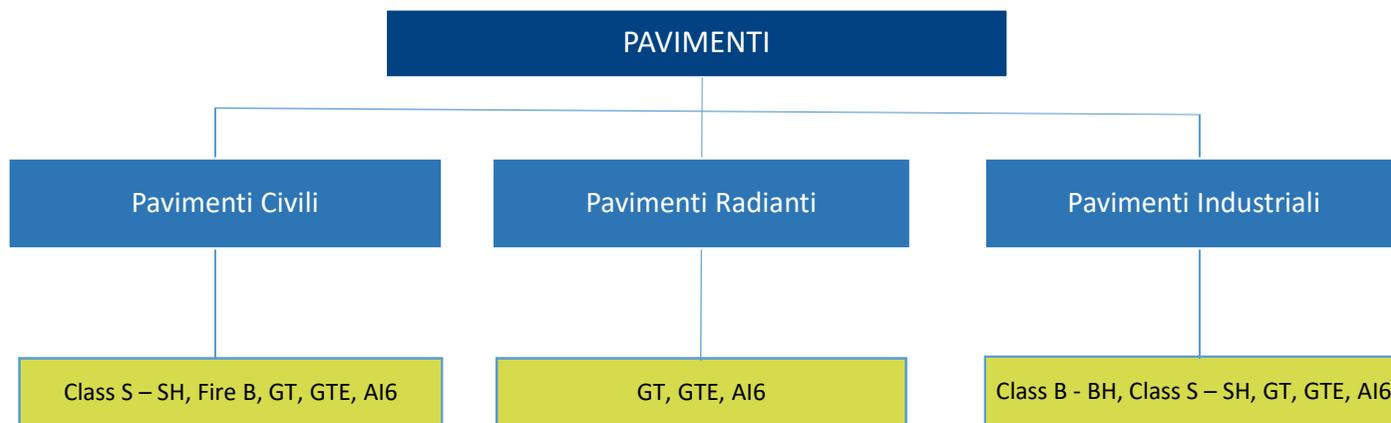 PAVIMENTI
Pavimenti Civili
Pavimenti Radianti
Pavimenti Industriali
Class S – SH, Fire B, GT, GTE, AI6
GT, GTE, AI6
Class B - BH, Class S – SH, GT, GTE, AI6